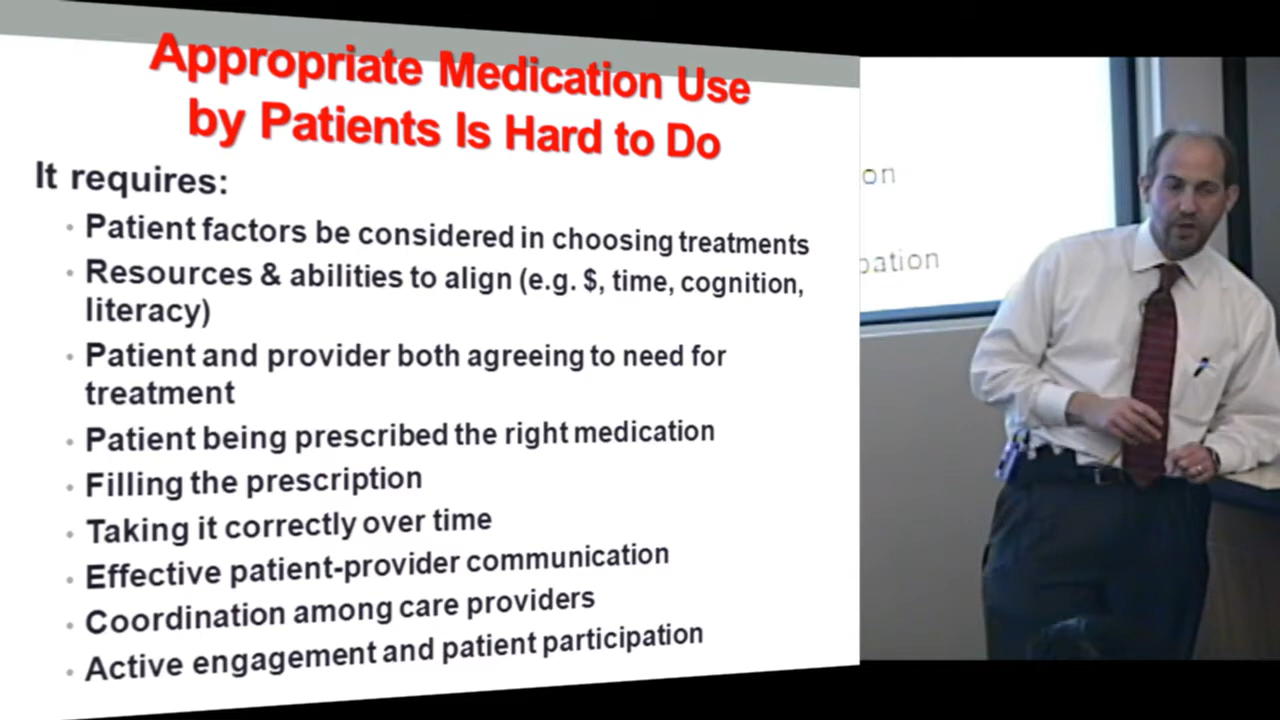 Appropriate Medication Use
by Patients Is Hard to Do
It requires:
• Patient factors be considered in choosing treatments
• Resources & abilities to align (e.g. $, time, cognition,
literacy)
• Patient and provider both agreeing to need for
treatment
• Patient being prescribed the right medication
• Filling the prescription
• Taking it correctly over time
• Effective patient-provider communication
• Coordination among care providers
• Active engagement and patient participation
on
pation